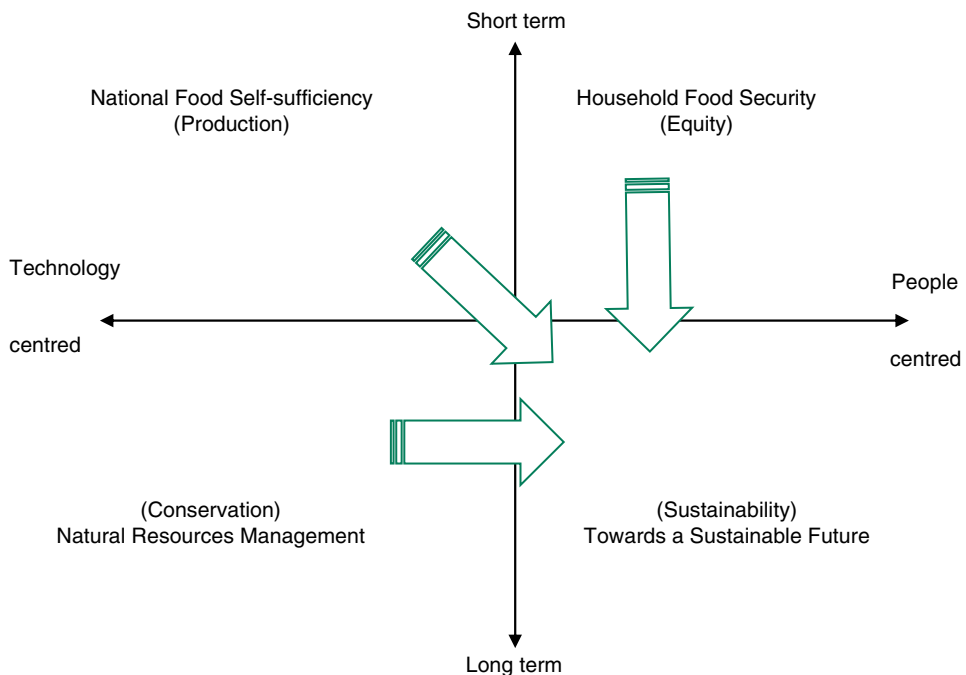 Short term
National Food Self-sufficiency
(Production)
Household Food Security
(Equity)
Technology
centred
People
centred
(Conservation)
Natural Resources Management
(Sustainability)
Towards a Sustainable Future
Long term